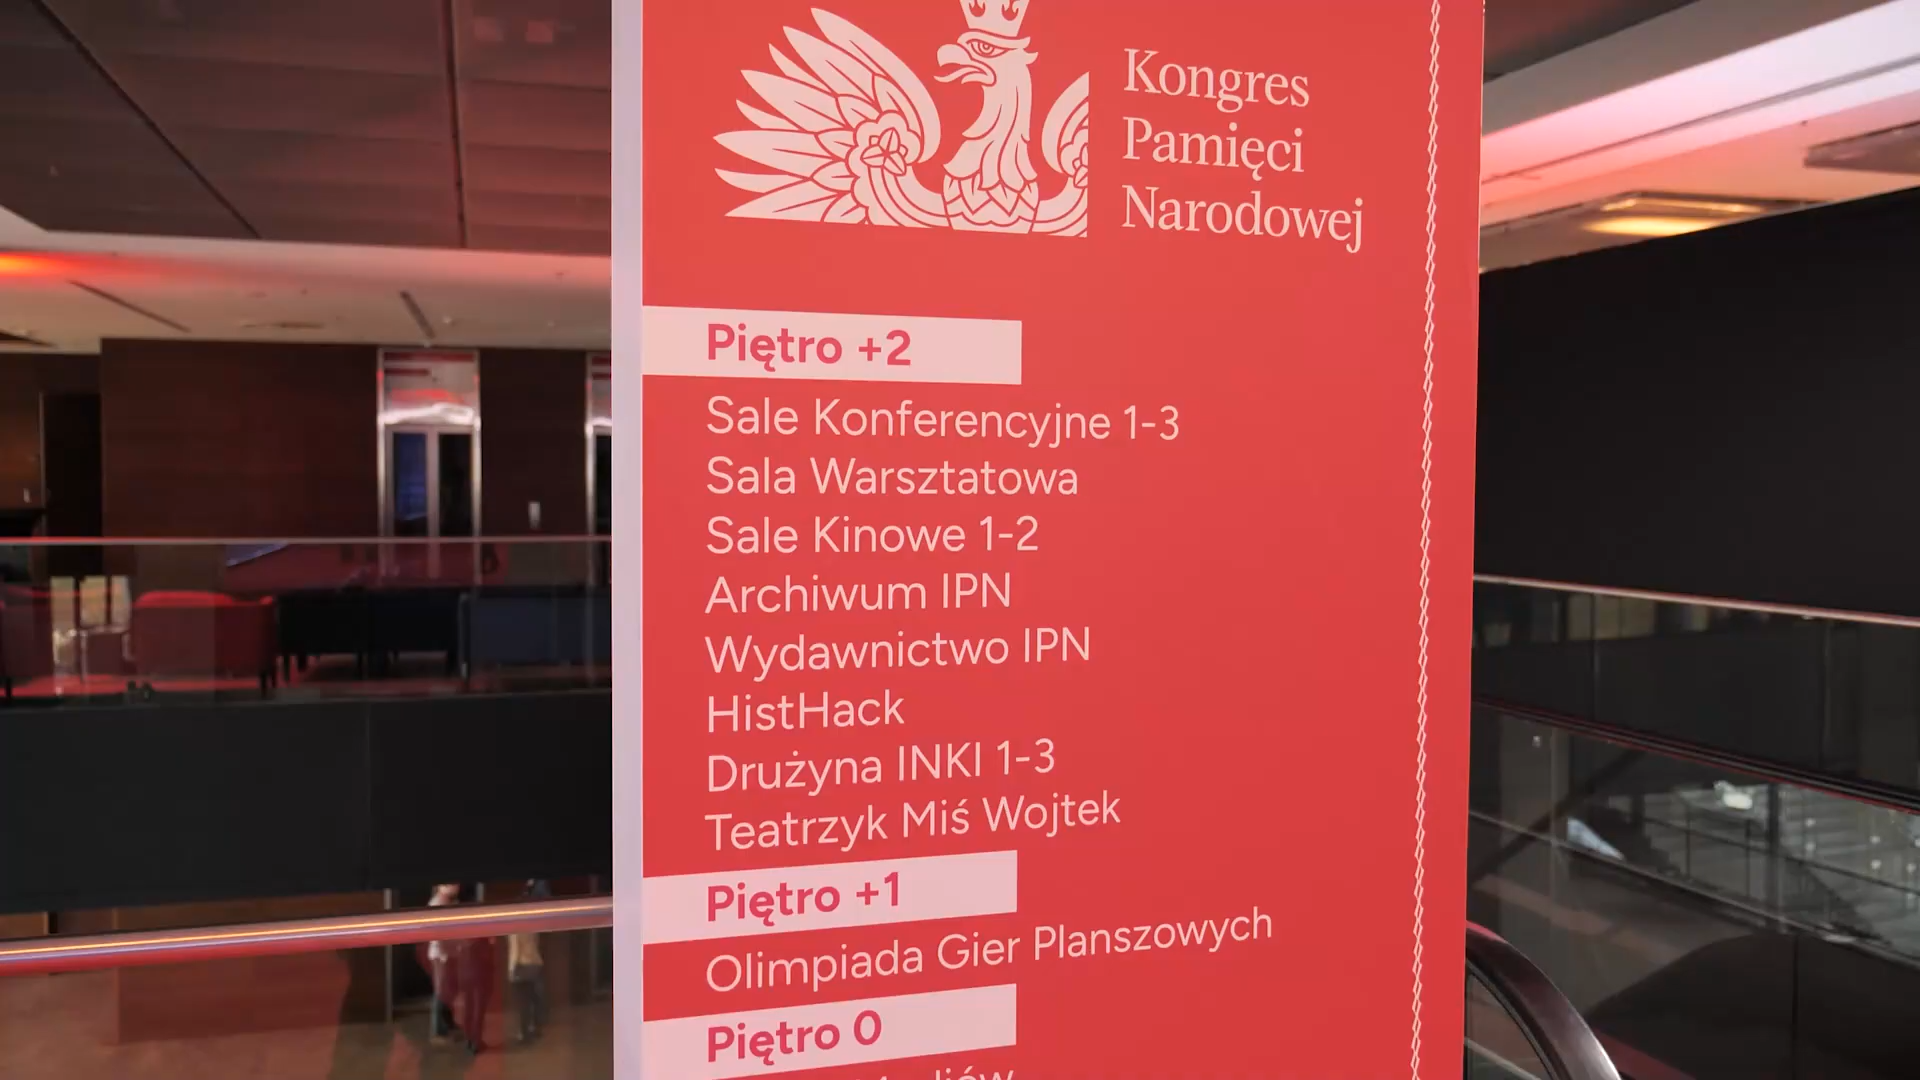 Kongres
Pamięci
Narodowej
Piętro +2
Sale Konferencyjne 1-3
Sala Warsztatowa
Sale Kinowe 1-2
Archiwum IPN
Wydawnictwo IPN
HistHack
Drużyna INKI 1-3
Teatrzyk Miś Wojtek
Piętro +1
Olimpiada Gier Planszowych
Piętro 0